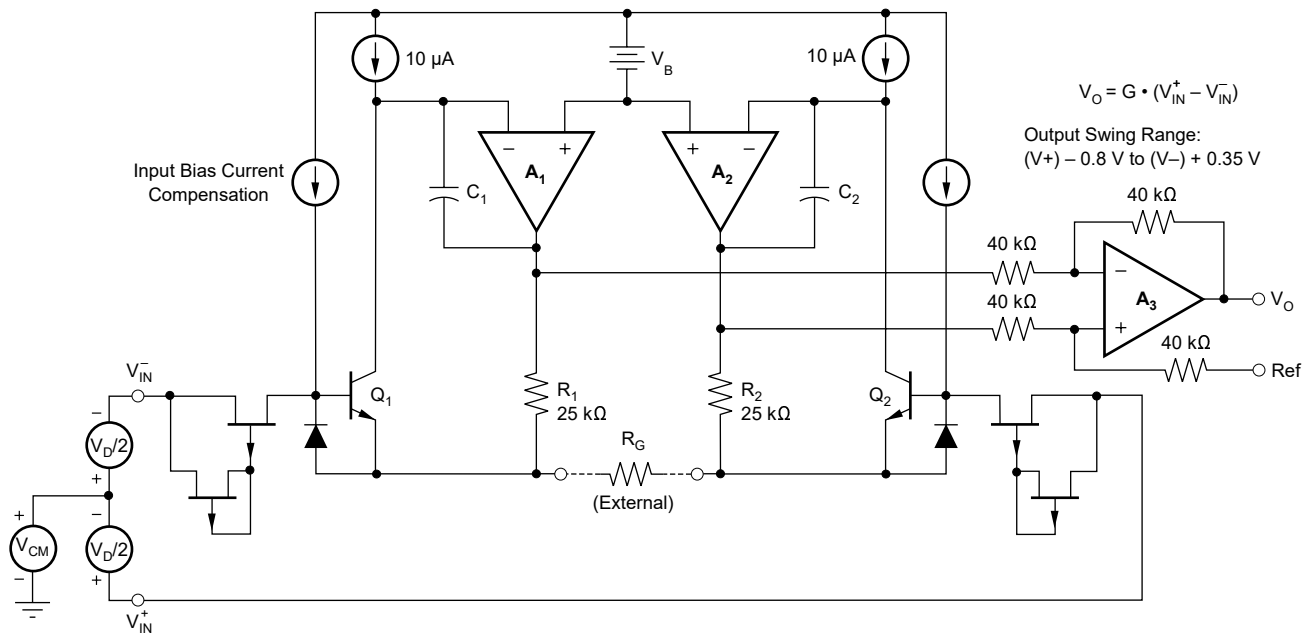 10 µA
V_B
10 µA
V_O = G • (V_IN^+ – V_IN^–)
Output Swing Range:
(V+) – 0.8 V to (V–) + 0.35 V
Input Bias Current
Compensation
– +
A_1
+ –
A_2
C_1
C_2
40 kΩ
40 kΩ
–
A_3
V_O
40 kΩ
+
40 kΩ
Ref
V_IN^–
Q_1
R_1
25 kΩ
R_2
25 kΩ
Q_2
R_G
(External)
–
V_D/2
+
+
V_CM
–
–
V_D/2
+
V_IN^+